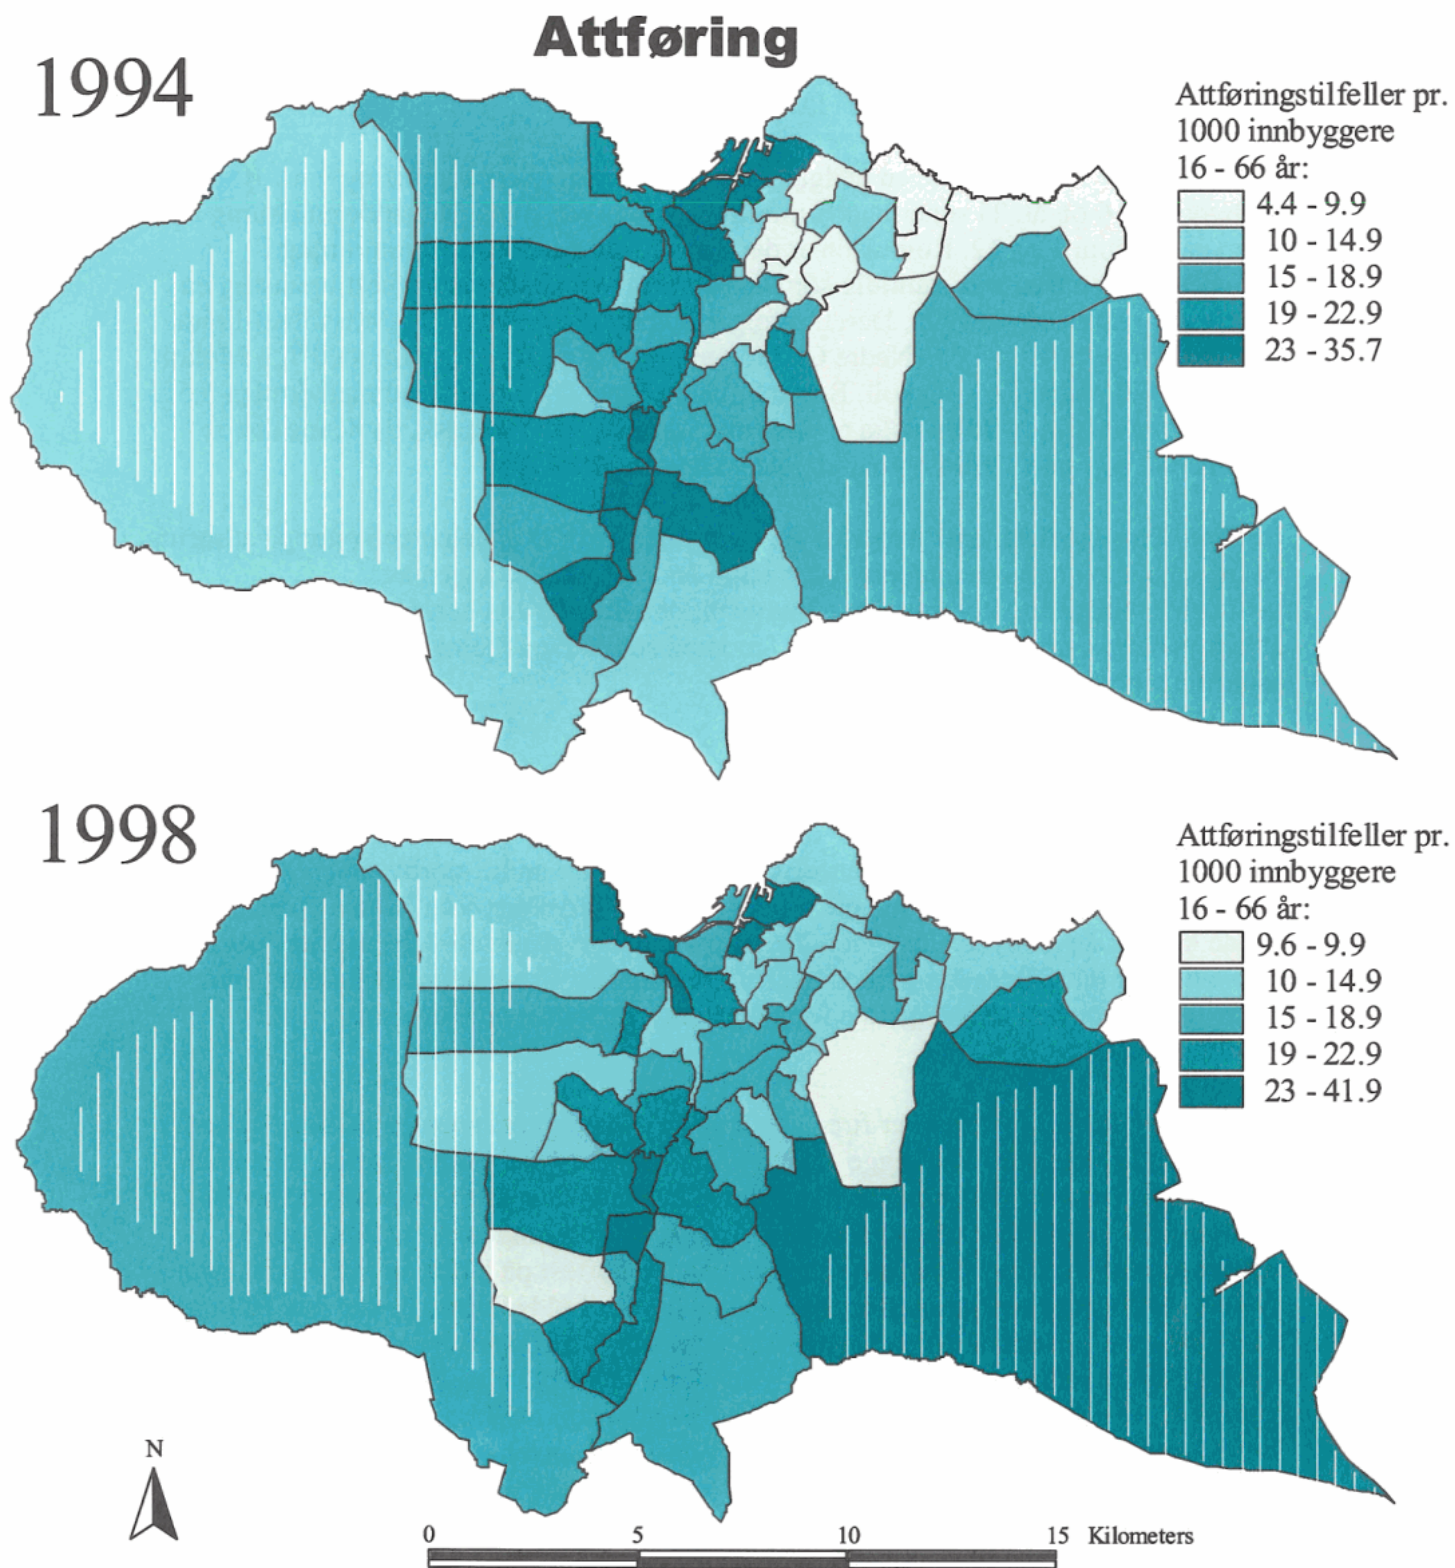 Attføring
1994
Attføringstilfeller pr.
1000 innbyggere
16 - 66 år:
4.4 - 9.9
10 - 14.9
15 - 18.9
19 - 22.9
23 - 35.7
1998
Attføringstilfeller pr.
1000 innbyggere
16 - 66 år:
9.6 - 9.9
10 - 14.9
15 - 18.9
19 - 22.9
23 - 41.9
N
0 5 10 15 Kilometers